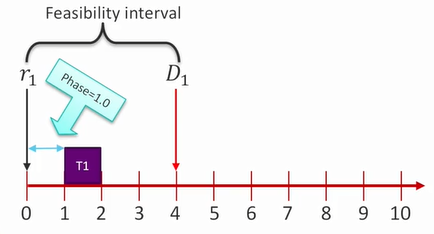 Feasibility interval
r₁ D₁
Phase=1.0
T1
0 1 2 3 4 5 6 7 8 9 10